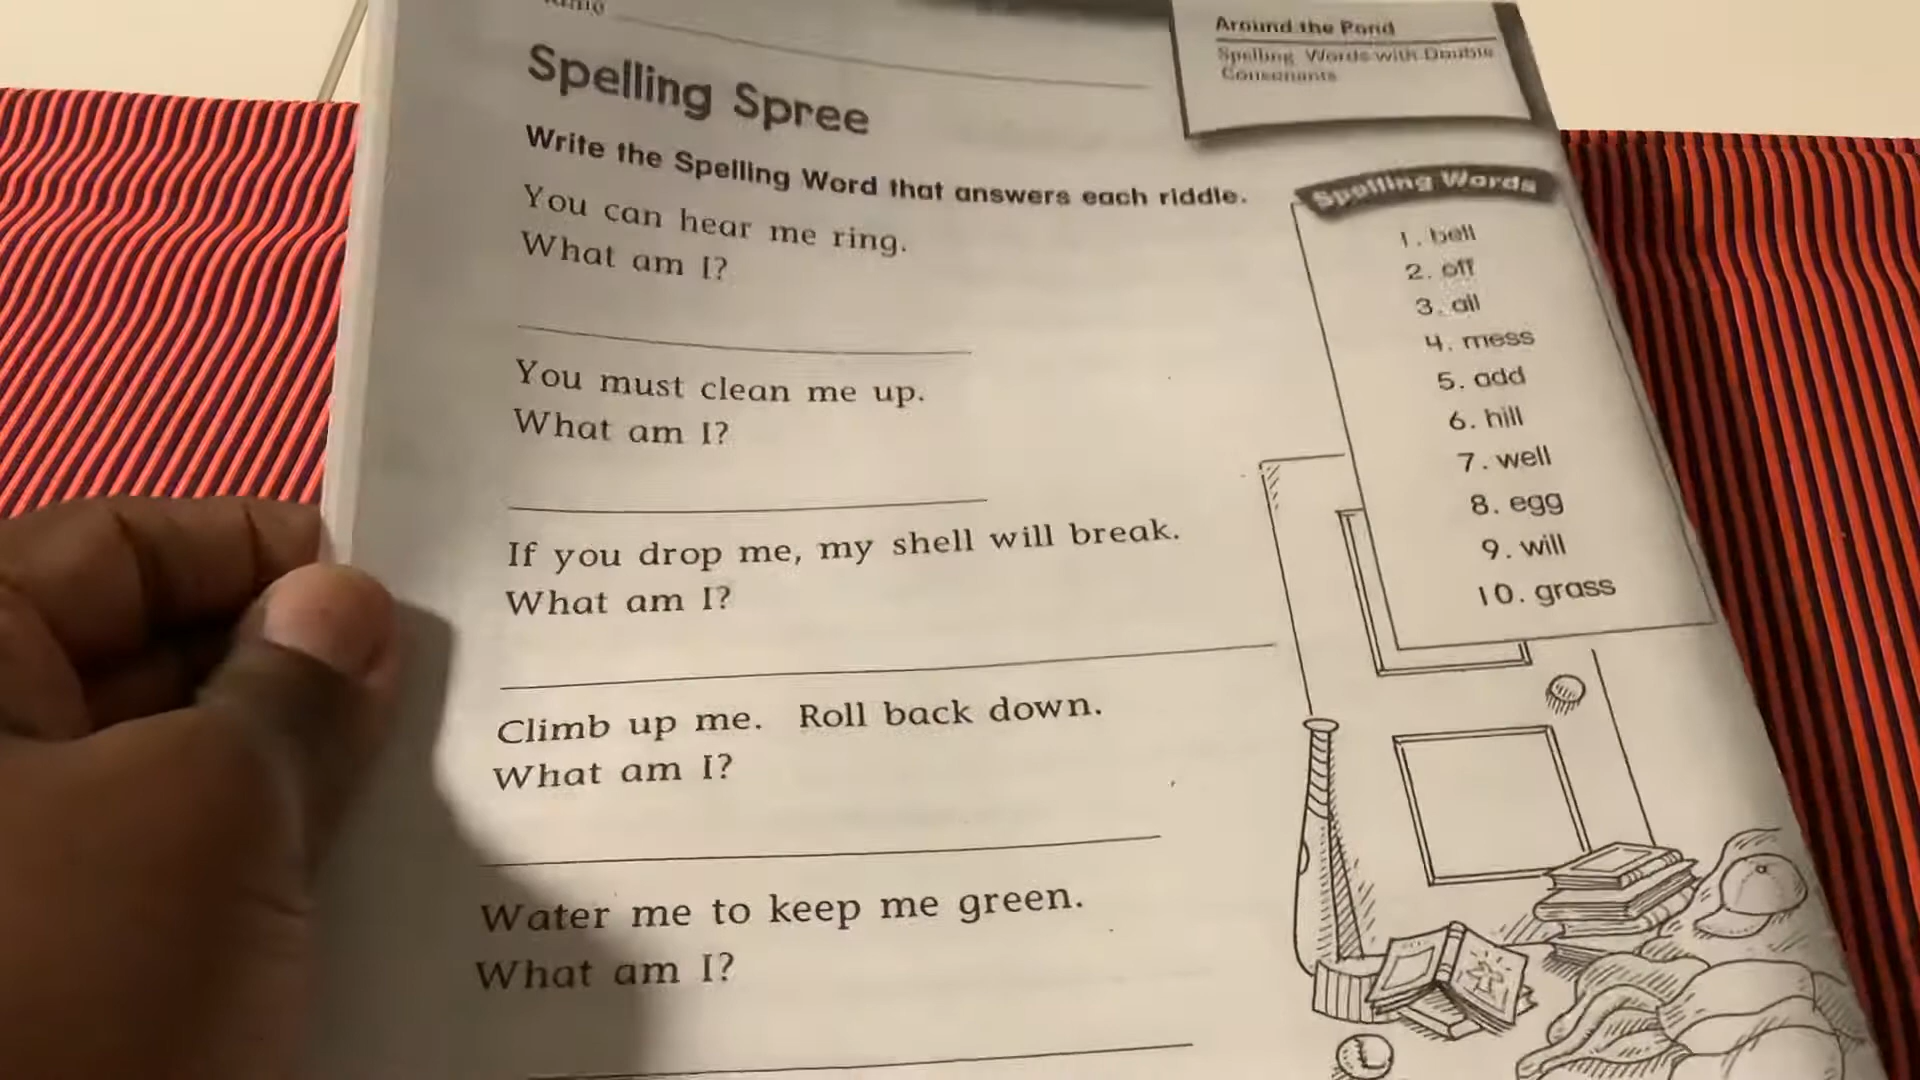 Around the Pond
Spelling Words with Double
Consonants
Spelling Spree
Write the Spelling Word that answers each riddle.
You can hear me ring.
What am I?
You must clean me up.
What am I?
If you drop me, my shell will break.
What am I?
Climb up me. Roll back down.
What am I?
Water me to keep me green.
What am I?
Spelling Words
1. bell
2. off
3. all
4. mess
5. add
6. hill
7. well
8. egg
9. will
10. grass